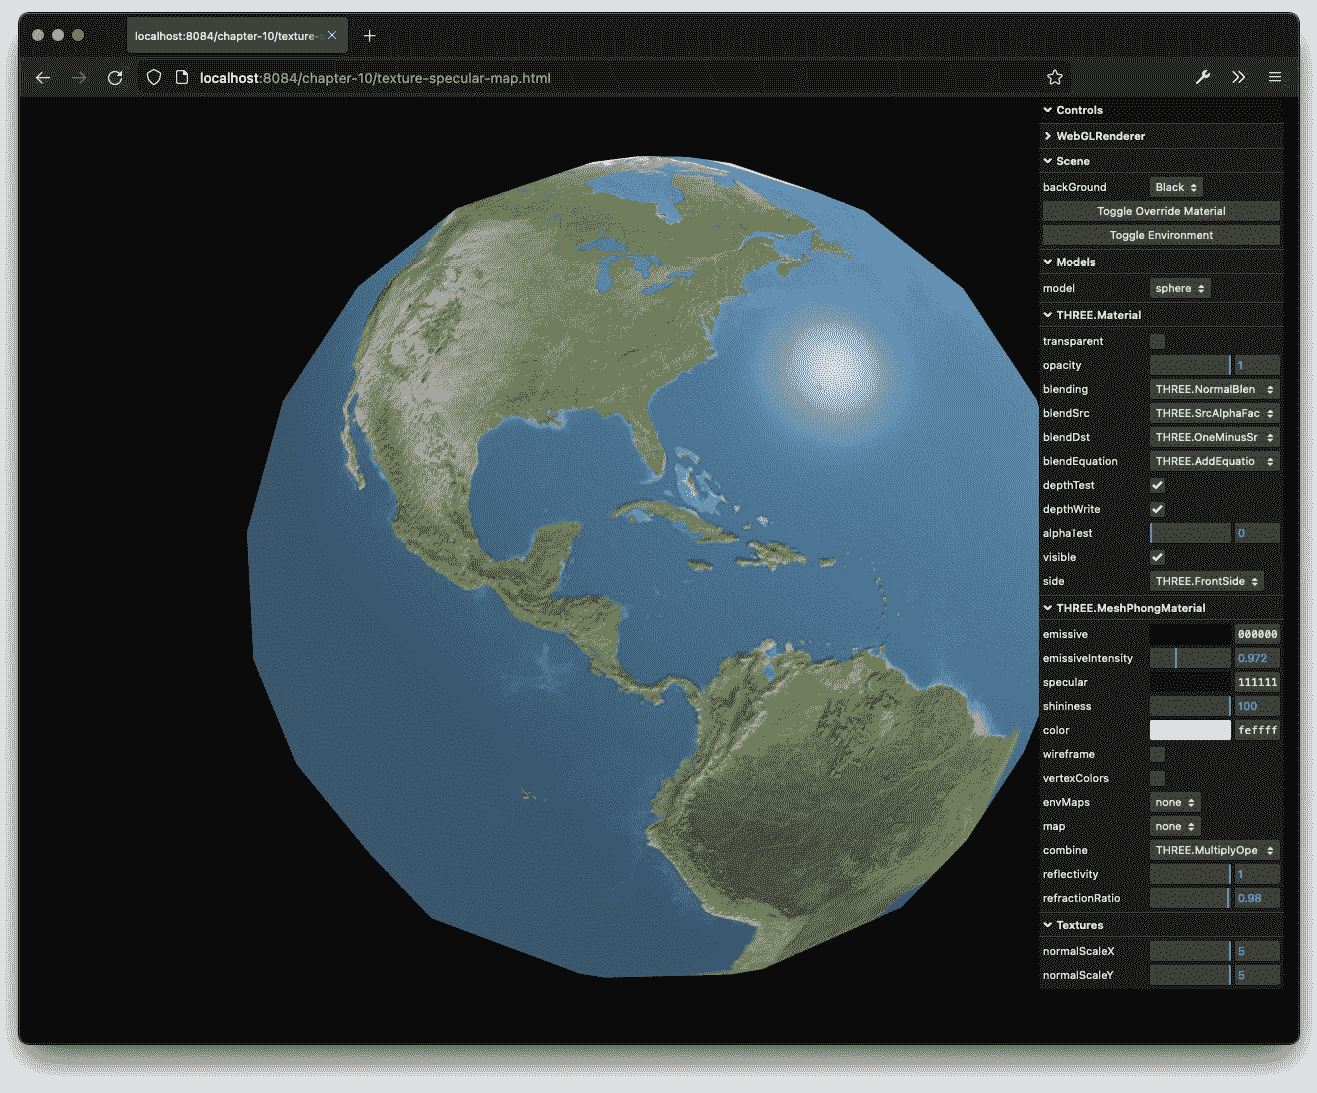 localhost:8084/chapter-10/texture-s
localhost:8084/chapter-10/texture-specular-map.html
Controls
WebGLRenderer
Scene
backGround Black
Toggle Override Material
Toggle Environment
Models
model sphere
THREE.Material
transparent
opacity 1
blending THREE.NormalBlen
blendSrc THREE.SrcAlphaFac
blendDst THREE.OneMinusSr
blendEquation THREE.AddEquatio
depthTest
depthWrite
alphaTest 0
visible
side THREE.FrontSide
THREE.MeshPhongMaterial
emissive 000000
emissiveIntensity 0.972
specular 111111
shininess 100
color feffff
wireframe
vertexColors
envMaps none
map none
combine THREE.MultiplyOpe
reflectivity 1
refractionRatio 0.98
Textures
normalScaleX 5
normalScaleY 5